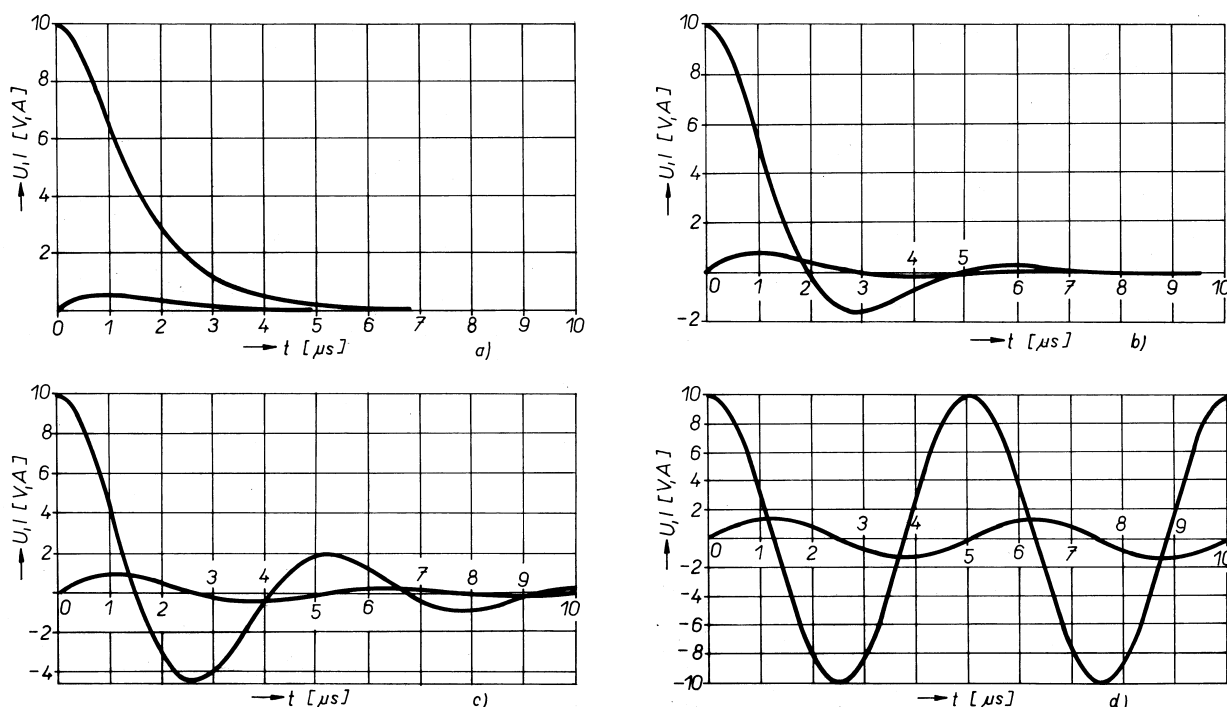 10
8
6
4
2
→ U, I [V,A]
0 1 2 3 4 5 6 7 8 9 10
→ t [μs] a)
10
8
6
4
2
-2
→ U, I [V,A]
4 5
0 1 2 3 6 7 8 9 10
→ t [μs] b)
10
8
6
4
2
-2
-4
→ U, I [V,A]
3 4 7 8 9
0 1 2 5 6 10
→ t [μs] c)
10
8
6
4
2
-2
-4
-6
-8
-10
→ U, I [V,A]
3 4 8 9
0 1 2 5 6 7 10
→ t [μs] d)